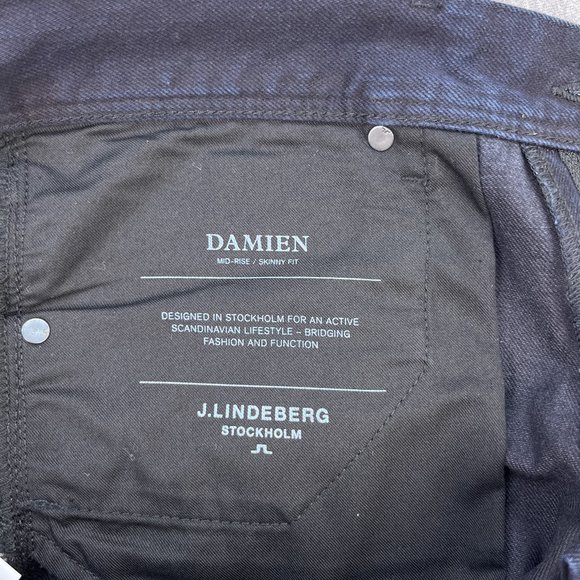 DAMIEN
MID-RISE / SKINNY FIT
DESIGNED IN STOCKHOLM FOR AN ACTIVE
SCANDINAVIAN LIFESTYLE – BRIDGING
FASHION AND FUNCTION
J.LINDEBERG
STOCKHOLM